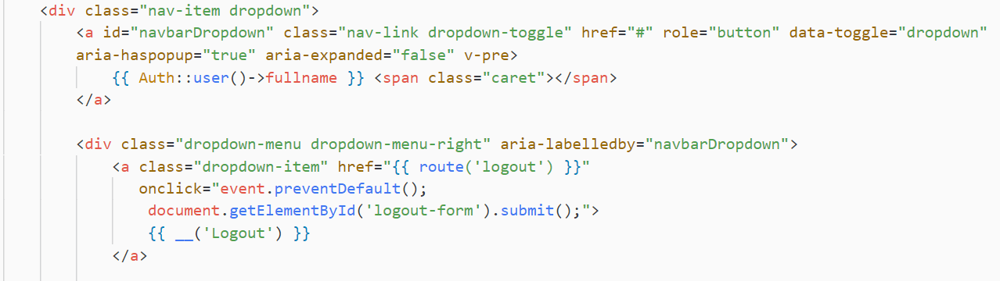 <div class="nav-item dropdown">
<a id="navbarDropdown" class="nav-link dropdown-toggle" href="#" role="button" data-toggle="dropdown"
aria-haspopup="true" aria-expanded="false" v-pre>
{{ Auth::user()->fullname }} <span class="caret"></span>
</a>
<div class="dropdown-menu dropdown-menu-right" aria-labelledby="navbarDropdown">
<a class="dropdown-item" href="{{ route('logout') }}"
onclick="event.preventDefault();
document.getElementById('logout-form').submit();">
{{ __('Logout') }}
</a>